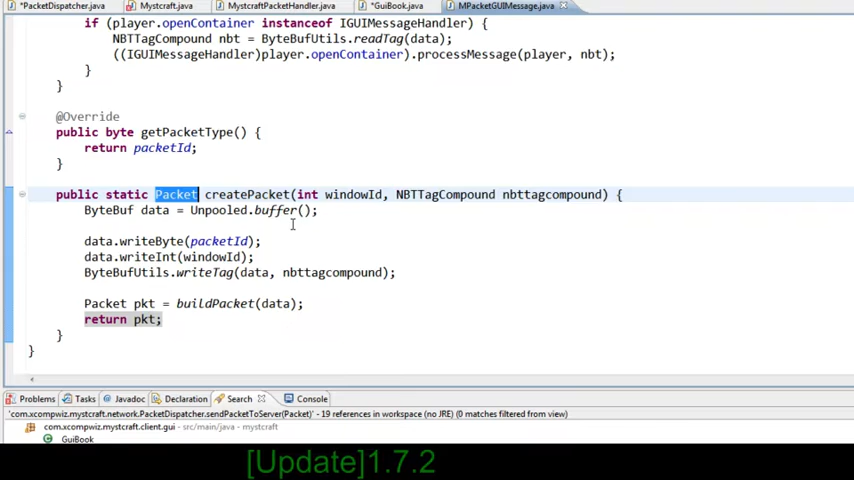 *PacketDispatcher.java Mystcraft.java MystcraftPacketHandler.java *GuiBook.java MPacketGUIMessage.java
if (player.openContainer instanceof IGUIMessageHandler) {
NBTTagCompound nbt = ByteBufUtils.readTag(data);
((IGUIMessageHandler)player.openContainer).processMessage(player, nbt);
}
}
@Override
public byte getPacketType() {
return packetId;
}
public static Packet createPacket(int windowId, NBTTagCompound nbttagcompound) {
ByteBuf data = Unpooled.buffer();
data.writeByte(packetId);
data.writeInt(windowId);
ByteBufUtils.writeTag(data, nbttagcompound);
Packet pkt = buildPacket(data);
return pkt;
}
}
Problems Tasks Javadoc Declaration Search Console
'com.xcompwiz.mystcraft.network.PacketDispatcher.sendPacketToServer(Packet)' - 19 references in workspace (no JRE) (0 matches filtered from view)
com.xcompwiz.mystcraft.client.gui - src/main/java - mystcraft
GuiBook
[Update]1.7.2